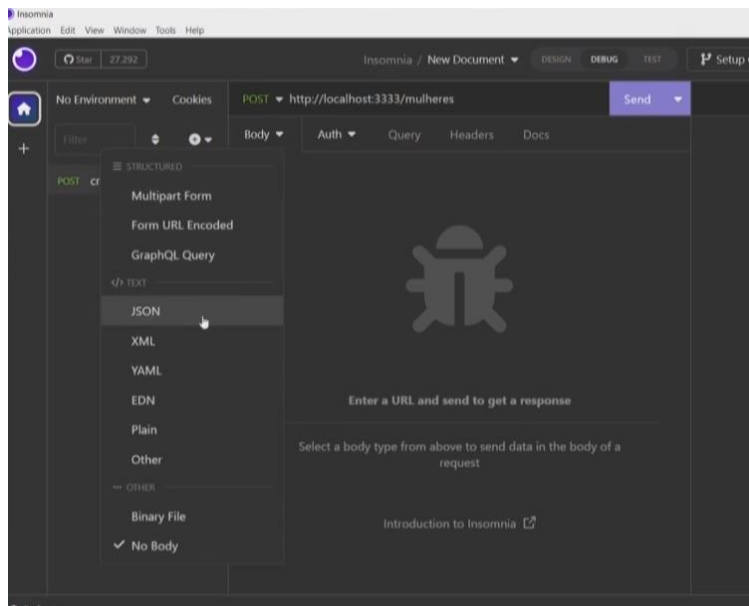 Insomnia
Application Edit View Window Tools Help
Star 27.292
Insomnia / New Document
DESIGN DEBUG TEST
Setup
No Environment Cookies
POST http://localhost:3333/mulheres
Send
Filter
Body Auth Query Headers Docs
POST cr
STRUCTURED
Multipart Form
Form URL Encoded
GraphQL Query
</> TEXT
JSON
XML
YAML
EDN
Plain
Other
OTHER
Binary File
No Body
Enter a URL and send to get a response
Select a body type from above to send data in the body of a
request
Introduction to Insomnia